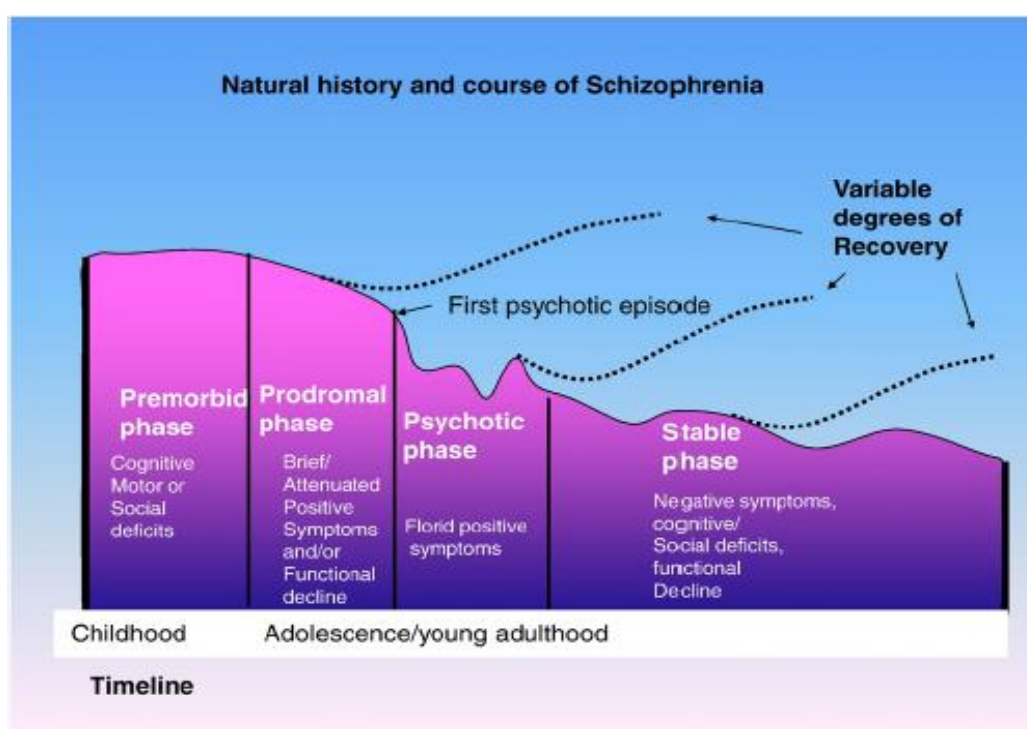 Natural history and course of Schizophrenia
Variable
degrees of
Recovery
First psychotic episode
Premorbid
phase
Cognitive
Motor or
Social
deficits
Prodromal
phase
Brief/
Attenuated
Positive
Symptoms
and/or
Functional
decline
Psychotic
phase
Florid positive
symptoms
Stable
phase
Negative symptoms,
cognitive/
Social deficits,
functional
Decline
Childhood
Adolescence/young adulthood
Timeline